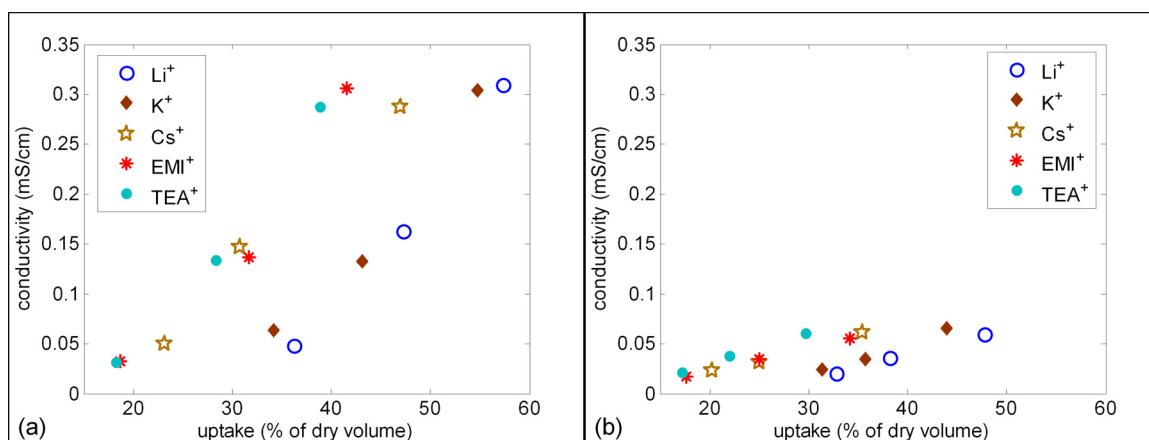 0.35
0.3
0.25
0.2
0.15
0.1
0.05
0
conductivity (mS/cm)
Li+
K+
Cs+
EMI+
TEA+
20 30 40 50 60
uptake (% of dry volume)
(a)
0.35
0.3
0.25
0.2
0.15
0.1
0.05
0
conductivity (mS/cm)
Li+
K+
Cs+
EMI+
TEA+
20 30 40 50 60
uptake (% of dry volume)
(b)